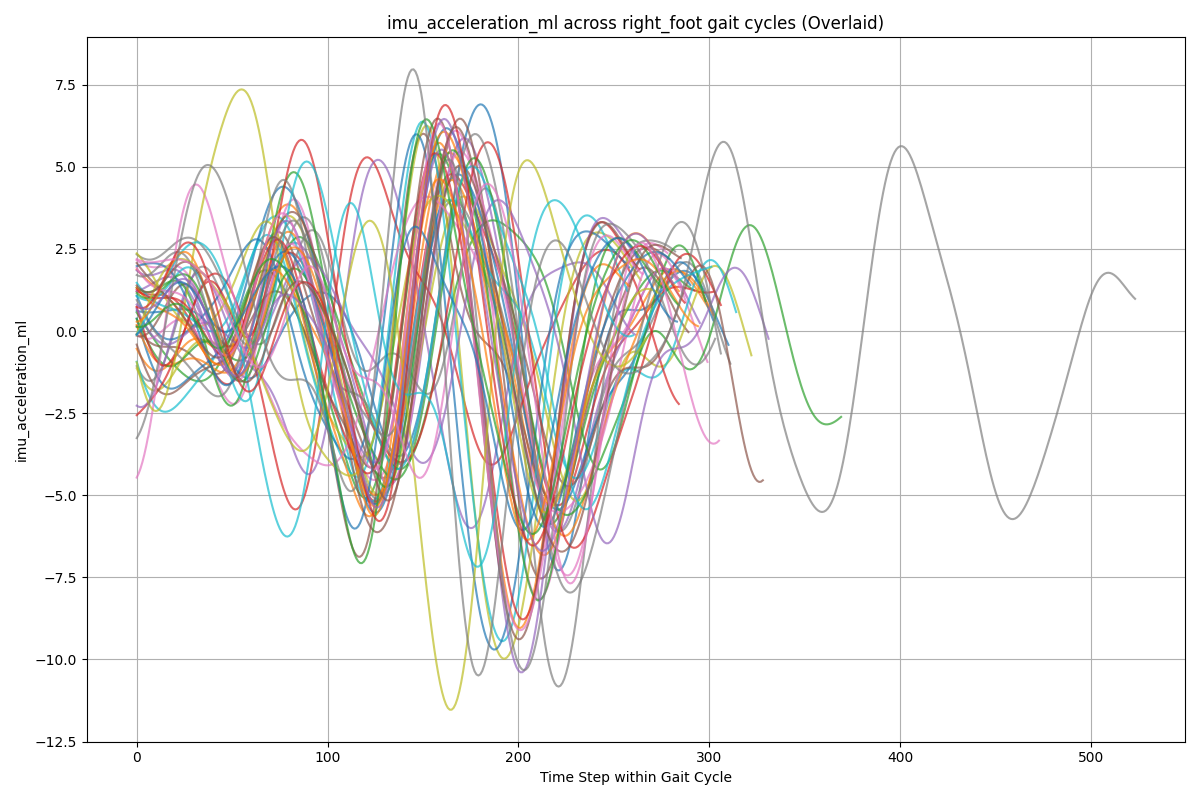 imu_acceleration_ml across right_foot gait cycles (Overlaid)
7.5
5.0
2.5
0.0
−2.5
−5.0
−7.5
−10.0
−12.5
imu_acceleration_ml
0 100 200 300 400 500
Time Step within Gait Cycle